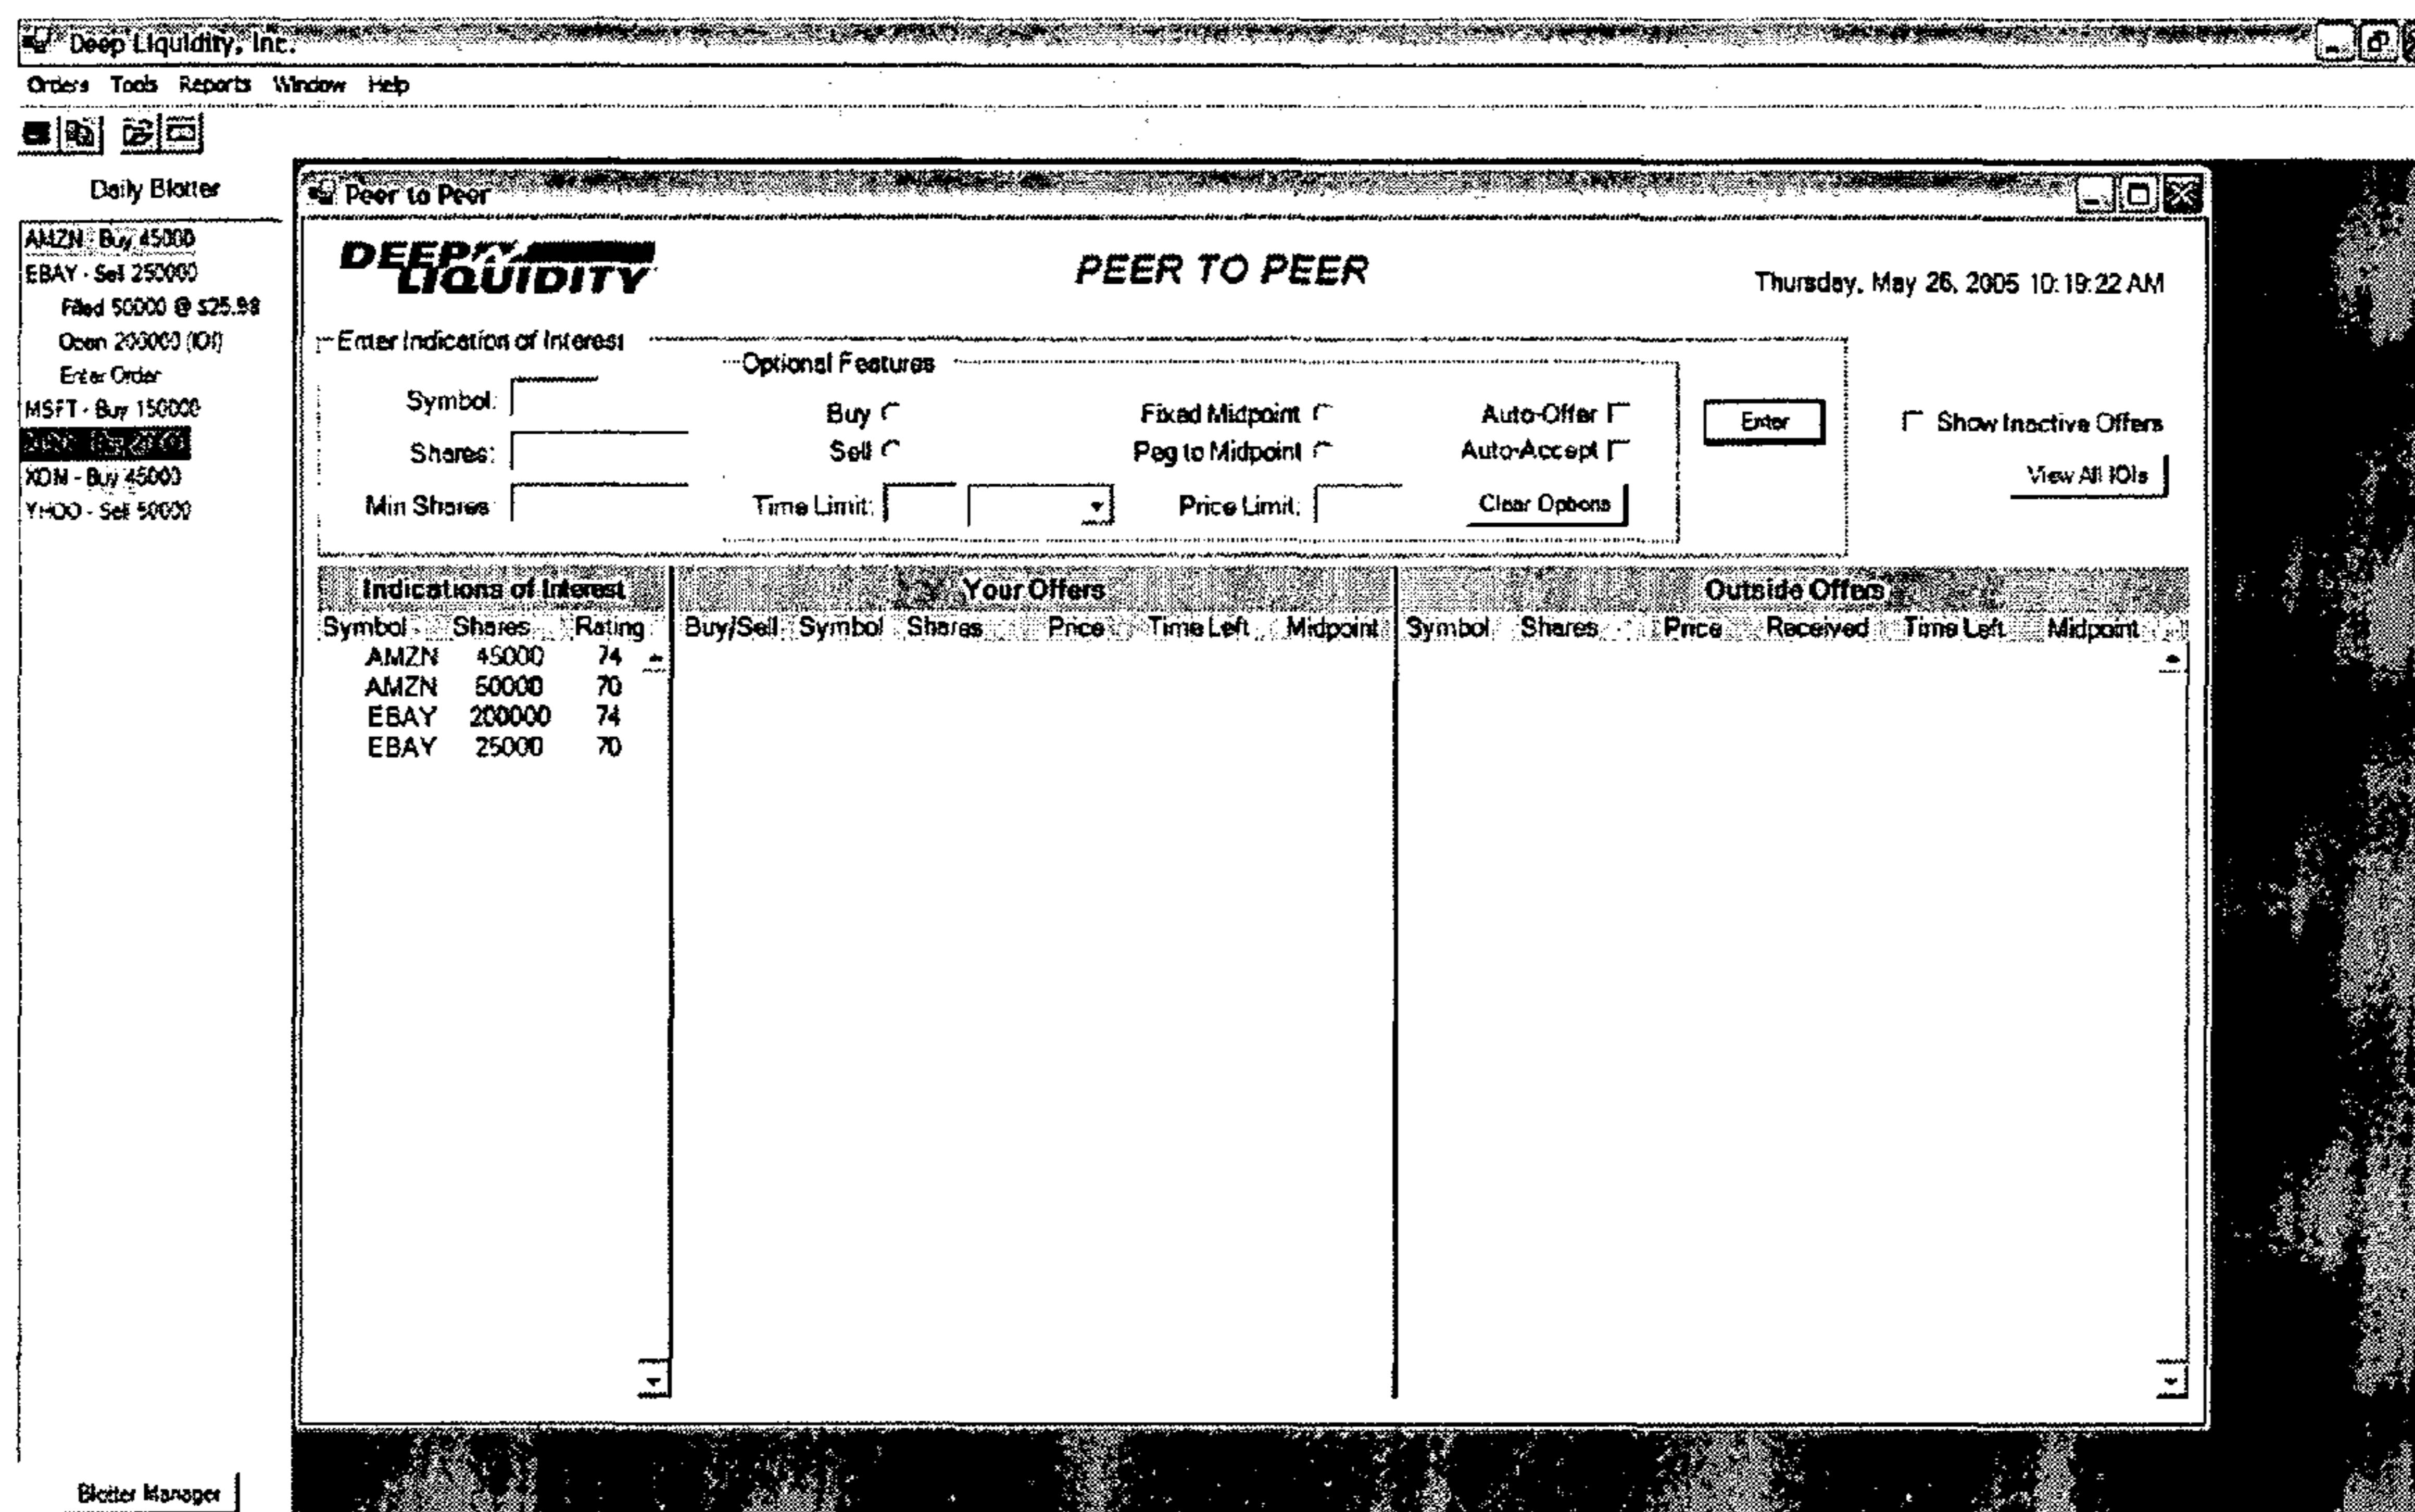 Deep Liquidity, Inc.
Orders Tools Reports Window Help
Daily Blotter
AMZN - Buy 45000
EBAY - Sell 250000
Filled 50000 @ $25.98
Open 200000 (IOI)
Enter Order
MSFT - Buy 150000
XOM - Buy 45000
YHOO - Sell 50000
Blotter Manager
Peer to Peer
DEEP LIQUIDITY
PEER TO PEER
Thursday, May 26, 2005 10:19:22 AM
Enter Indication of Interest
Optional Features
Symbol:
Buy
Fixed Midpoint
Auto-Offer
Enter
Show Inactive Offers
Shares:
Sell
Peg to Midpoint
Auto-Accept
View All IOIs
Min Shares
Time Limit:
Price Limit:
Clear Options
Indications of Interest
Your Offers
Outside Offers
Symbol Shares Rating
Buy/Sell Symbol Shares Price Time Left Midpoint
Symbol Shares Price Received Time Left Midpoint
AMZN 45000 74
AMZN 50000 70
EBAY 200000 74
EBAY 25000 70